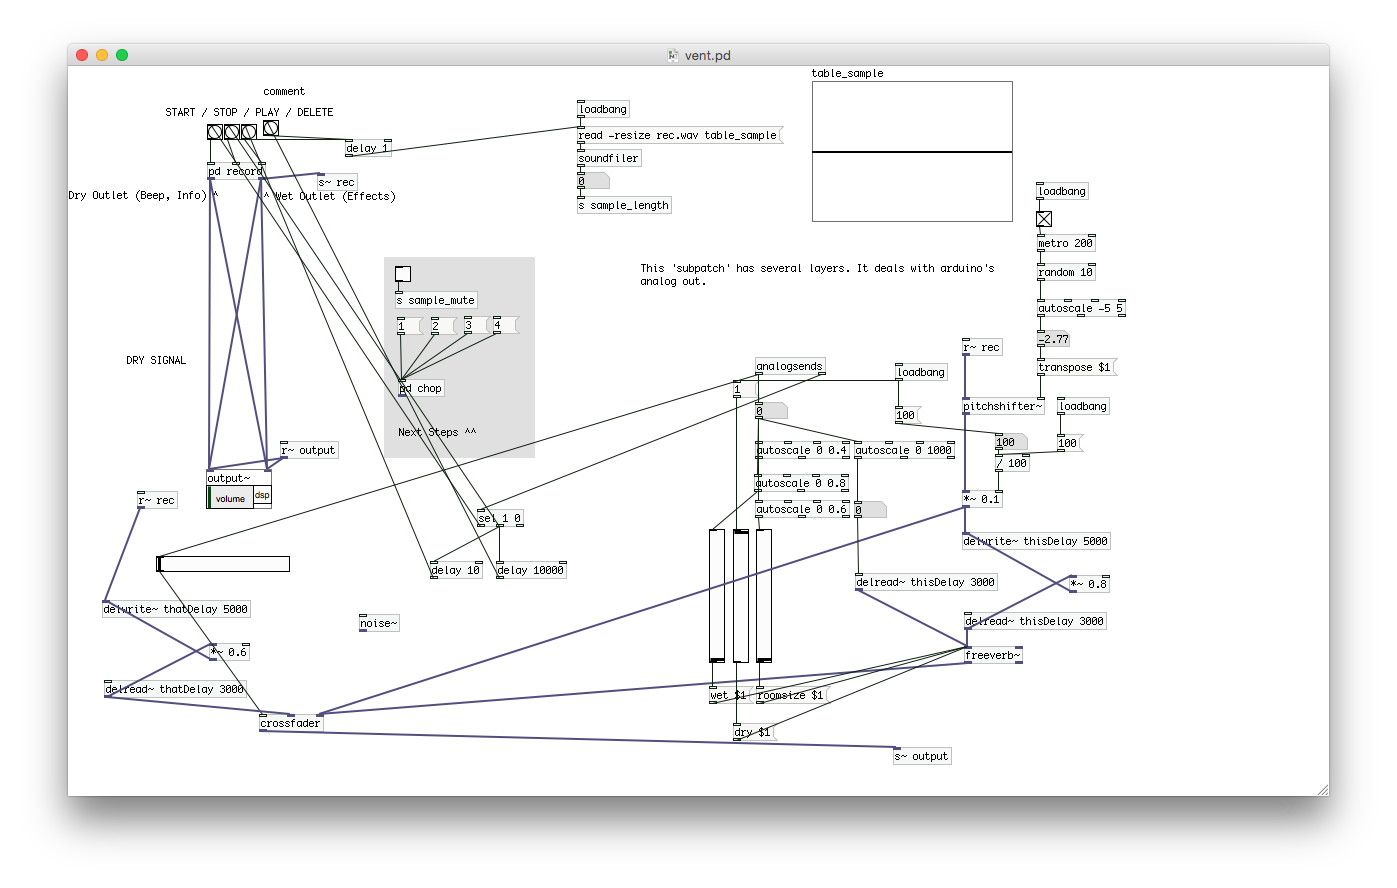 vent.pd
table_sample
comment
START / STOP / PLAY / DELETE
loadbang
read -resize rec.wav table_sample
delay 1
soundfiler
pd record
s~ rec
0
Dry Outlet (Beep, Info) ^
^ Wet Outlet (Effects)
s sample_length
loadbang
metro 200
This 'subpatch' has several layers. It deals with arduino's
analog out.
random 10
s sample_mute
autoscale -5 5
1
2
3
4
-2.77
r~ rec
DRY SIGNAL
analogsends
transpose $1
loadbang
pd chop
1
pitchshifter~
loadbang
0
100
Next Steps ^^
100
100
r~ output
autoscale 0 0.4
autoscale 0 1000
/ 100
output~
autoscale 0 0.8
volume
dsp
r~ rec
*~ 0.1
autoscale 0 0.6
0
sel 1 0
delwrite~ thisDelay 5000
delay 10
delay 10000
delread~ thisDelay 3000
*~ 0.8
delwrite~ thatDelay 5000
noise~
delread~ thisDelay 3000
*~ 0.6
freeverb~
delread~ thatDelay 3000
wet $1
roomsize $1
crossfader
dry $1
s~ output